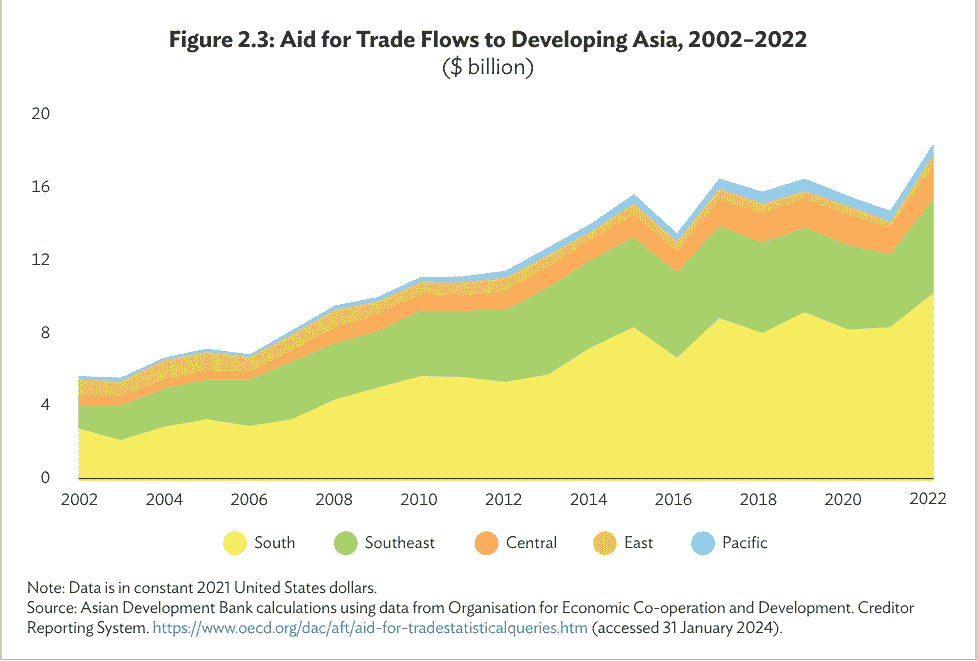 Figure 2.3: Aid for Trade Flows to Developing Asia, 2002–2022
($ billion)
20
16
12
8
4
0
2002 2004 2006 2008 2010 2012 2014 2016 2018 2020 2022
South Southeast Central East Pacific
Note: Data is in constant 2021 United States dollars.
Source: Asian Development Bank calculations using data from Organisation for Economic Co-operation and Development. Creditor
Reporting System. https://www.oecd.org/dac/aft/aid-for-tradestatisticalqueries.htm (accessed 31 January 2024).